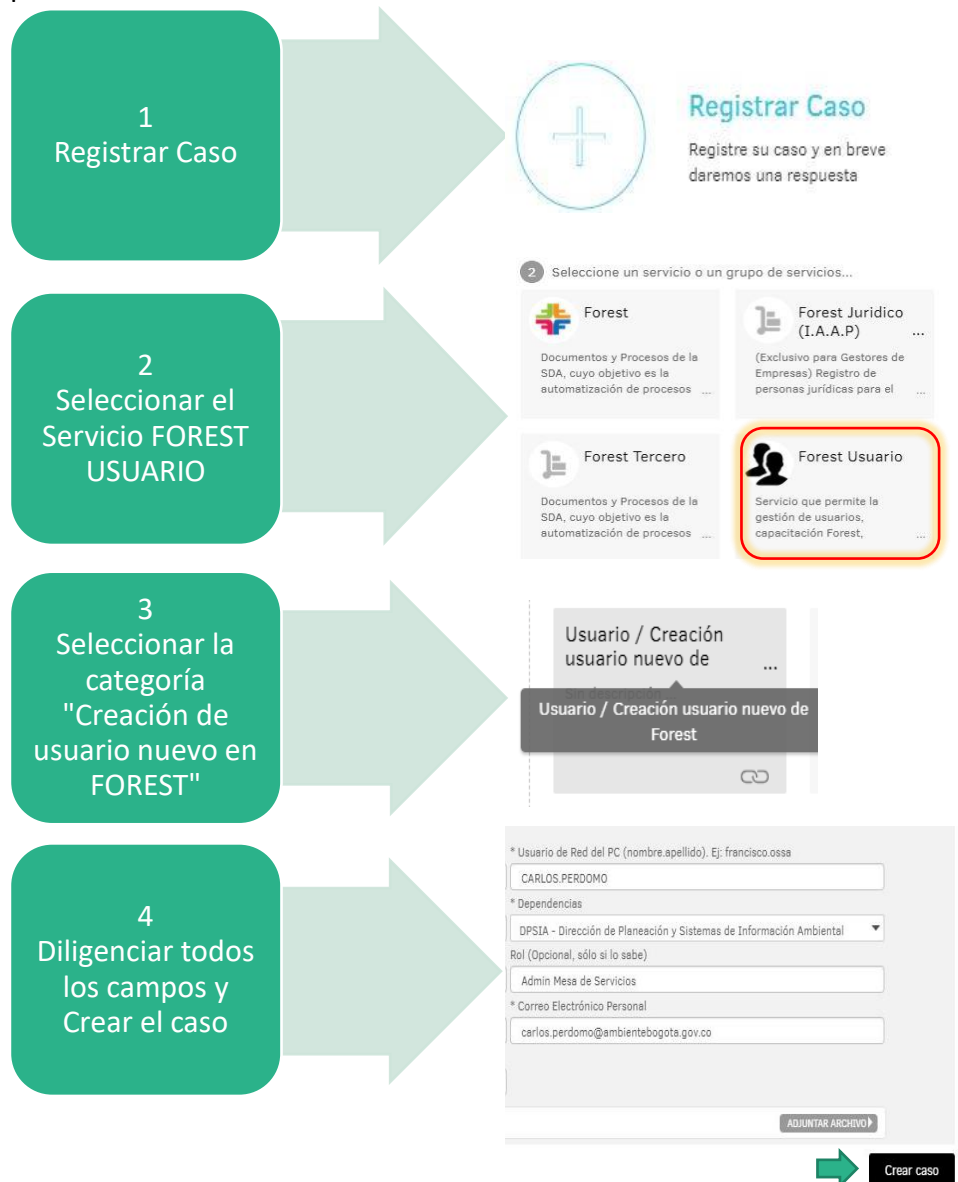 1
Registrar Caso
Registrar Caso
Registre su caso y en breve
daremos una respuesta
2
Seleccionar el
Servicio FOREST
USUARIO
2 Seleccione un servicio o un grupo de servicios...
Forest
Documentos y Procesos de la
SDA, cuyo objetivo es la
automatización de procesos ...
Forest Juridico
(I.A.A.P) ...
(Exclusivo para Gestores de
Empresas) Registro de
personas jurídicas para el ...
Forest Tercero
Documentos y Procesos de la
SDA, cuyo objetivo es la
automatización de procesos ...
Forest Usuario
Servicio que permite la
gestión de usuarios,
capacitación Forest, ...
3
Seleccionar la
categoría
"Creación de
usuario nuevo en
FOREST"
Usuario / Creación
usuario nuevo de ...
Sin descripción
Usuario / Creación usuario nuevo de
Forest
4
Diligenciar todos
los campos y
Crear el caso
* Usuario de Red del PC (nombre.apellido). Ej: francisco.ossa
CARLOS.PERDOMO
* Dependencias
DPSIA - Dirección de Planeación y Sistemas de Información Ambiental
Rol (Opcional, sólo si lo sabe)
Admin Mesa de Servicios
* Correo Electrónico Personal
carlos.perdomo@ambientebogota.gov.co
ADJUNTAR ARCHIVO
Crear caso